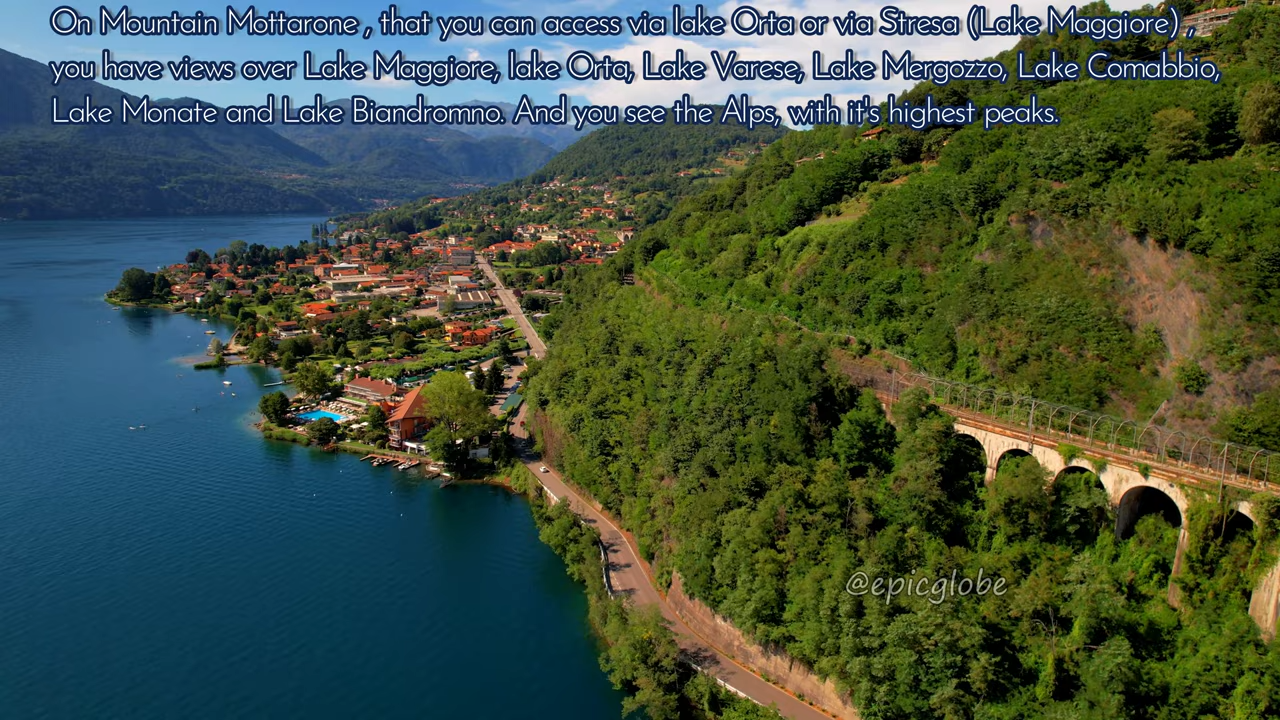 On Mountain Mottarone , that you can access via lake Orta or via Stresa (Lake Maggiore) ,
you have views over Lake Maggiore, lake Orta, Lake Varese, Lake Mergozzo, Lake Comabbio,
Lake Monate and Lake Biandromno. And you see the Alps, with it's highest peaks.
@epicglobe